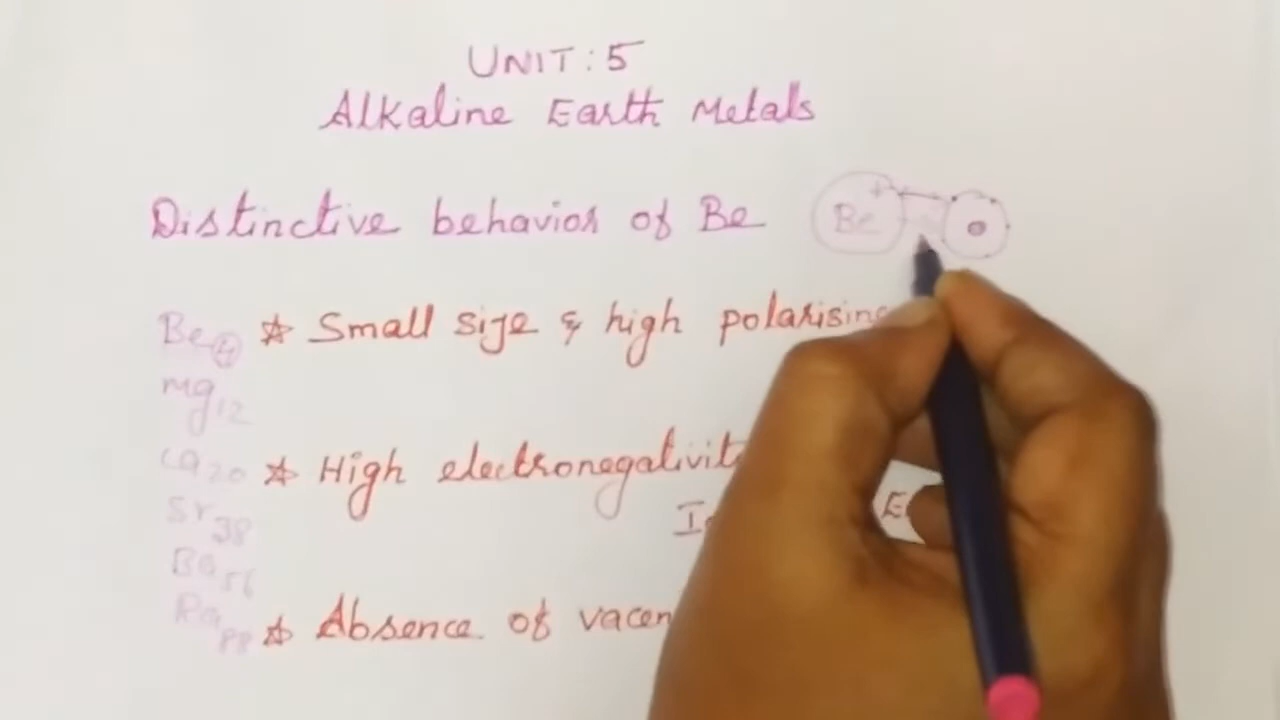 UNIT: 5
Alkaline Earth Metals
Distinctive behavior of Be
Be +
Be4 ☆ Small size & high polarising
Mg12
Ca20 ☆ High electronegativit
Sr38
Ba56
Ra88 ☆ Absence of vacen